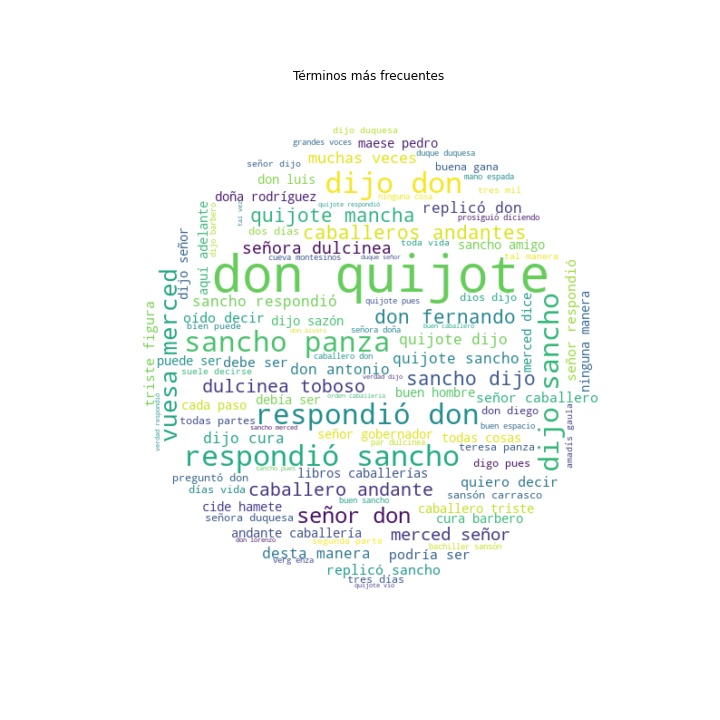 Términos más frecuentes
dijo duquesa
grandes voces
maese pedro
muchas veces
duque duquesa
señor dijo
buena gana
don luis
dijo don
mano espada
tres mil
doña rodríguez
ninguna cosa
quijote respondió
replicó don
tal vez
dijo barbero
aquí adelante
quijote mancha
prosiguió diciendo
dos días
caballeros andantes
dijo señor
señora dulcinea
toda vida
sancho amigo
cueva montesinos
duque señor
tal manera
don quijote
vuesa merced
sancho respondió
quijote pues
dios dijo
señor respondió
ninguna manera
triste figura
oído decir
dijo sazón
don fernando
merced dice
bien puede
don alvaro
señora doña
buen caballero
sancho panza
quijote dijo
dijo sancho
puede ser
debe ser
caballero don
quijote sancho
suele decirse
don antonio
verdad dijo
sancho dijo
dulcinea toboso
buen hombre
señor caballero
debía ser
orden caballería
cada paso
respondió don
don diego
amadís gaula
todas partes
sancho merced
buen espacio
verdad respondió
dijo cura
señor gobernador
todas cosas
par dulcinea
teresa panza
respondió sancho
digo pues
sancho pues
libros caballerías
preguntó don
quiero decir
días vida
caballero andante
sansón carrasco
buen sancho
cide hamete
señor don
caballero triste
señora duquesa
cura barbero
andante caballería
merced señor
don lorenzo
segunda parte
bachiller sansón
desta manera
podría ser
verg enza
replicó sancho
tres días
quijote vio